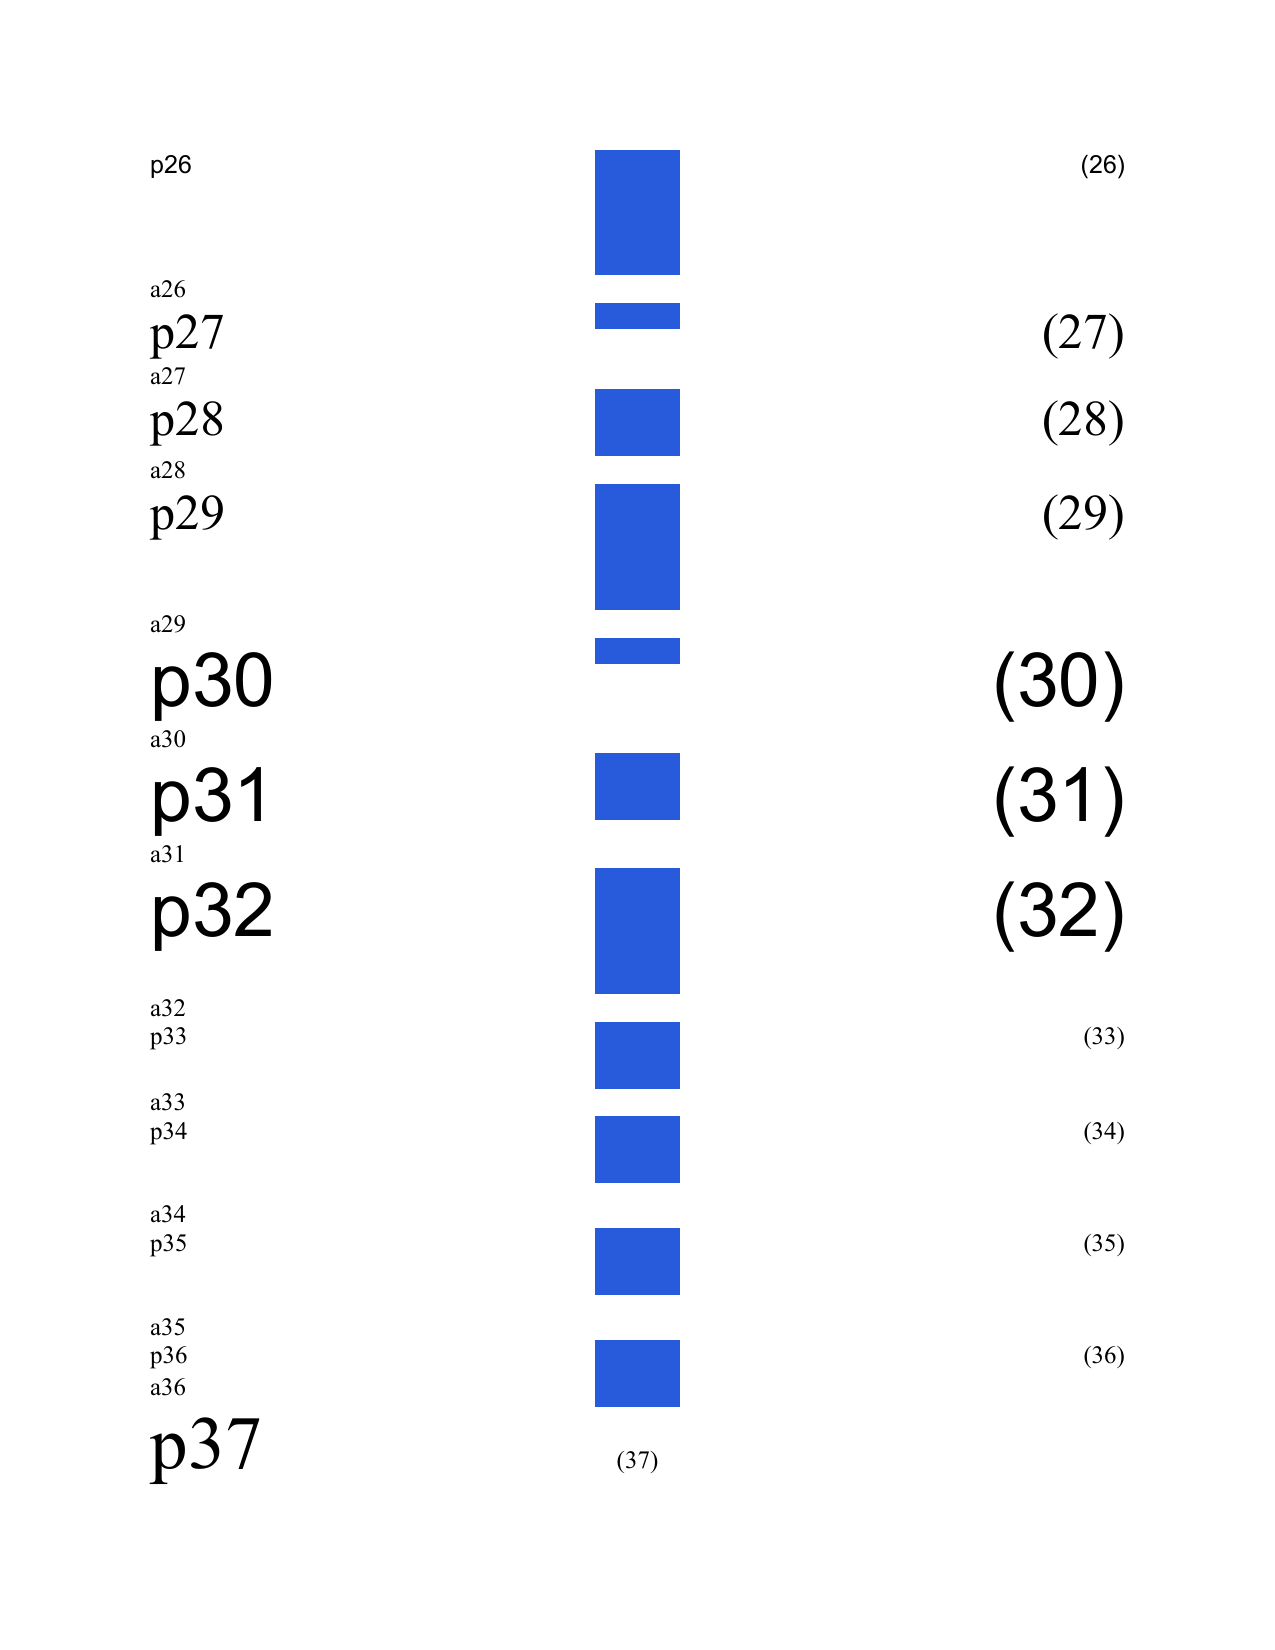 p26 (26)
a26
p27 (27)
a27
p28 (28)
a28
p29 (29)
a29
p30 (30)
a30
p31 (31)
a31
p32 (32)
a32
p33 (33)
a33
p34 (34)
a34
p35 (35)
a35
p36 (36)
a36
p37 (37)